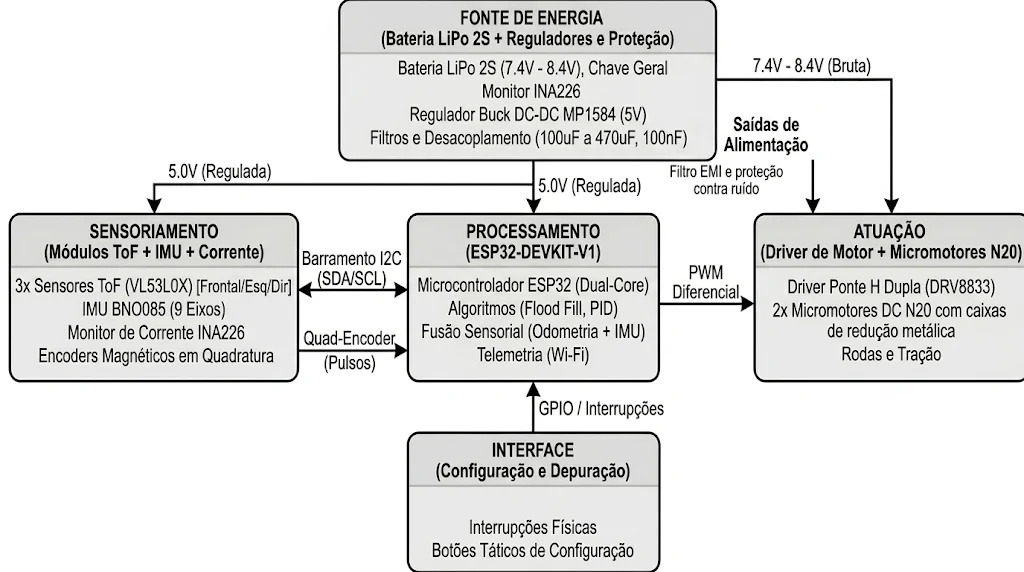 FONTE DE ENERGIA
(Bateria LiPo 2S + Reguladores e Proteção)
Bateria LiPo 2S (7.4V - 8.4V), Chave Geral
Monitor INA226
Regulador Buck DC-DC MP1584 (5V)
Filtros e Desacoplamento (100uF a 470uF, 100nF)
7.4V - 8.4V (Bruta)
Saídas de
Alimentação
Filtro EMI e proteção
contra ruído
5.0V (Regulada)
5.0V (Regulada)
SENSORIAMENTO
(Módulos ToF + IMU + Corrente)
3x Sensores ToF (VL53L0X) [Frontal/Esq/Dir]
IMU BNO085 (9 Eixos)
Monitor de Corrente INA226
Encoders Magnéticos em Quadratura
Barramento I2C
(SDA/SCL)
Quad-Encoder
(Pulsos)
PROCESSAMENTO
(ESP32-DEVKIT-V1)
Microcontrolador ESP32 (Dual-Core)
Algoritmos (Flood Fill, PID)
Fusão Sensorial (Odometria + IMU)
Telemetria (Wi-Fi)
PWM
Diferencial
ATUAÇÃO
(Driver de Motor + Micromotores N20)
Driver Ponte H Dupla (DRV8833)
2x Micromotores DC N20 com caixas
de redução metálica
Rodas e Tração
GPIO / Interrupções
INTERFACE
(Configuração e Depuração)
Interrupções Físicas
Botões Táticos de Configuração